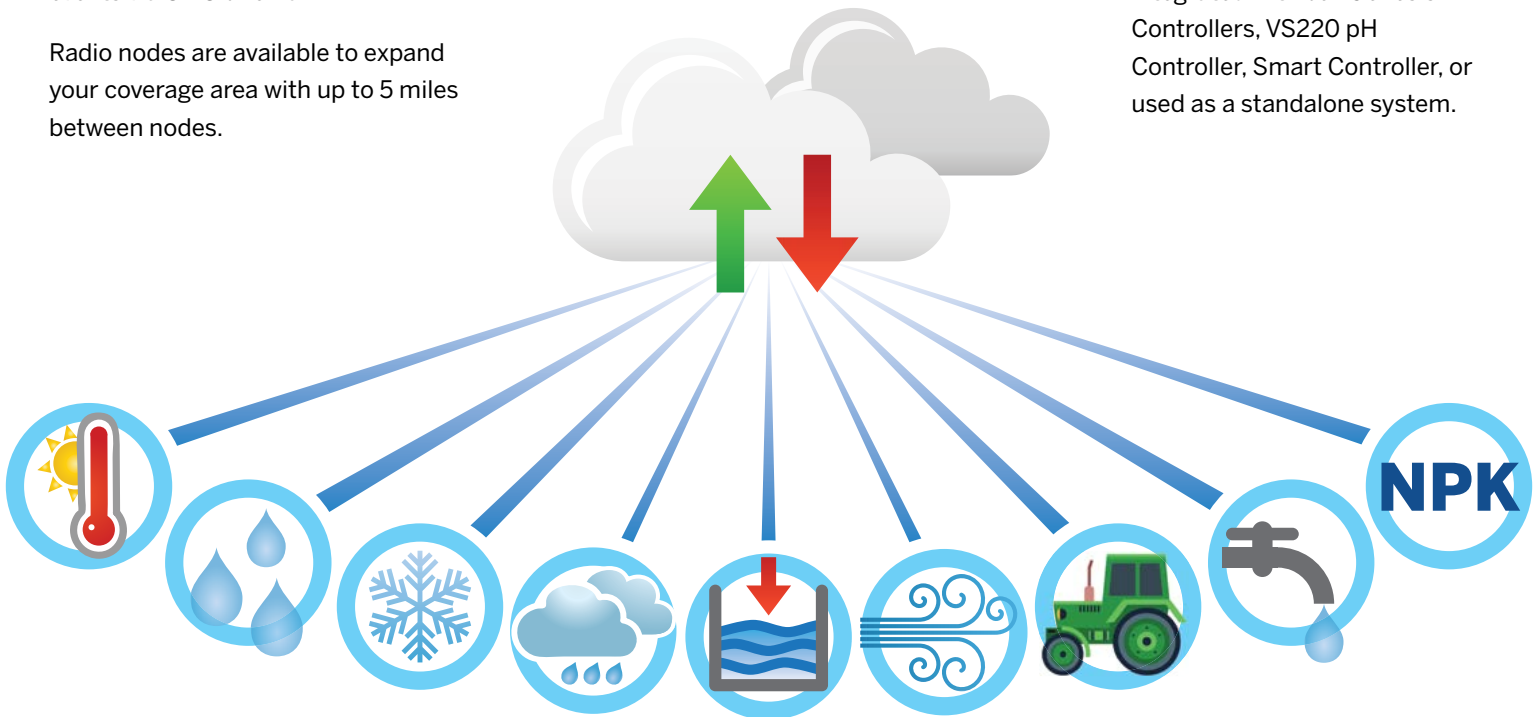 Radio nodes are available to expand
your coverage area with up to 5 miles
between nodes.
Controllers, VS220 pH
Controller, Smart Controller, or
used as a standalone system.
NPK